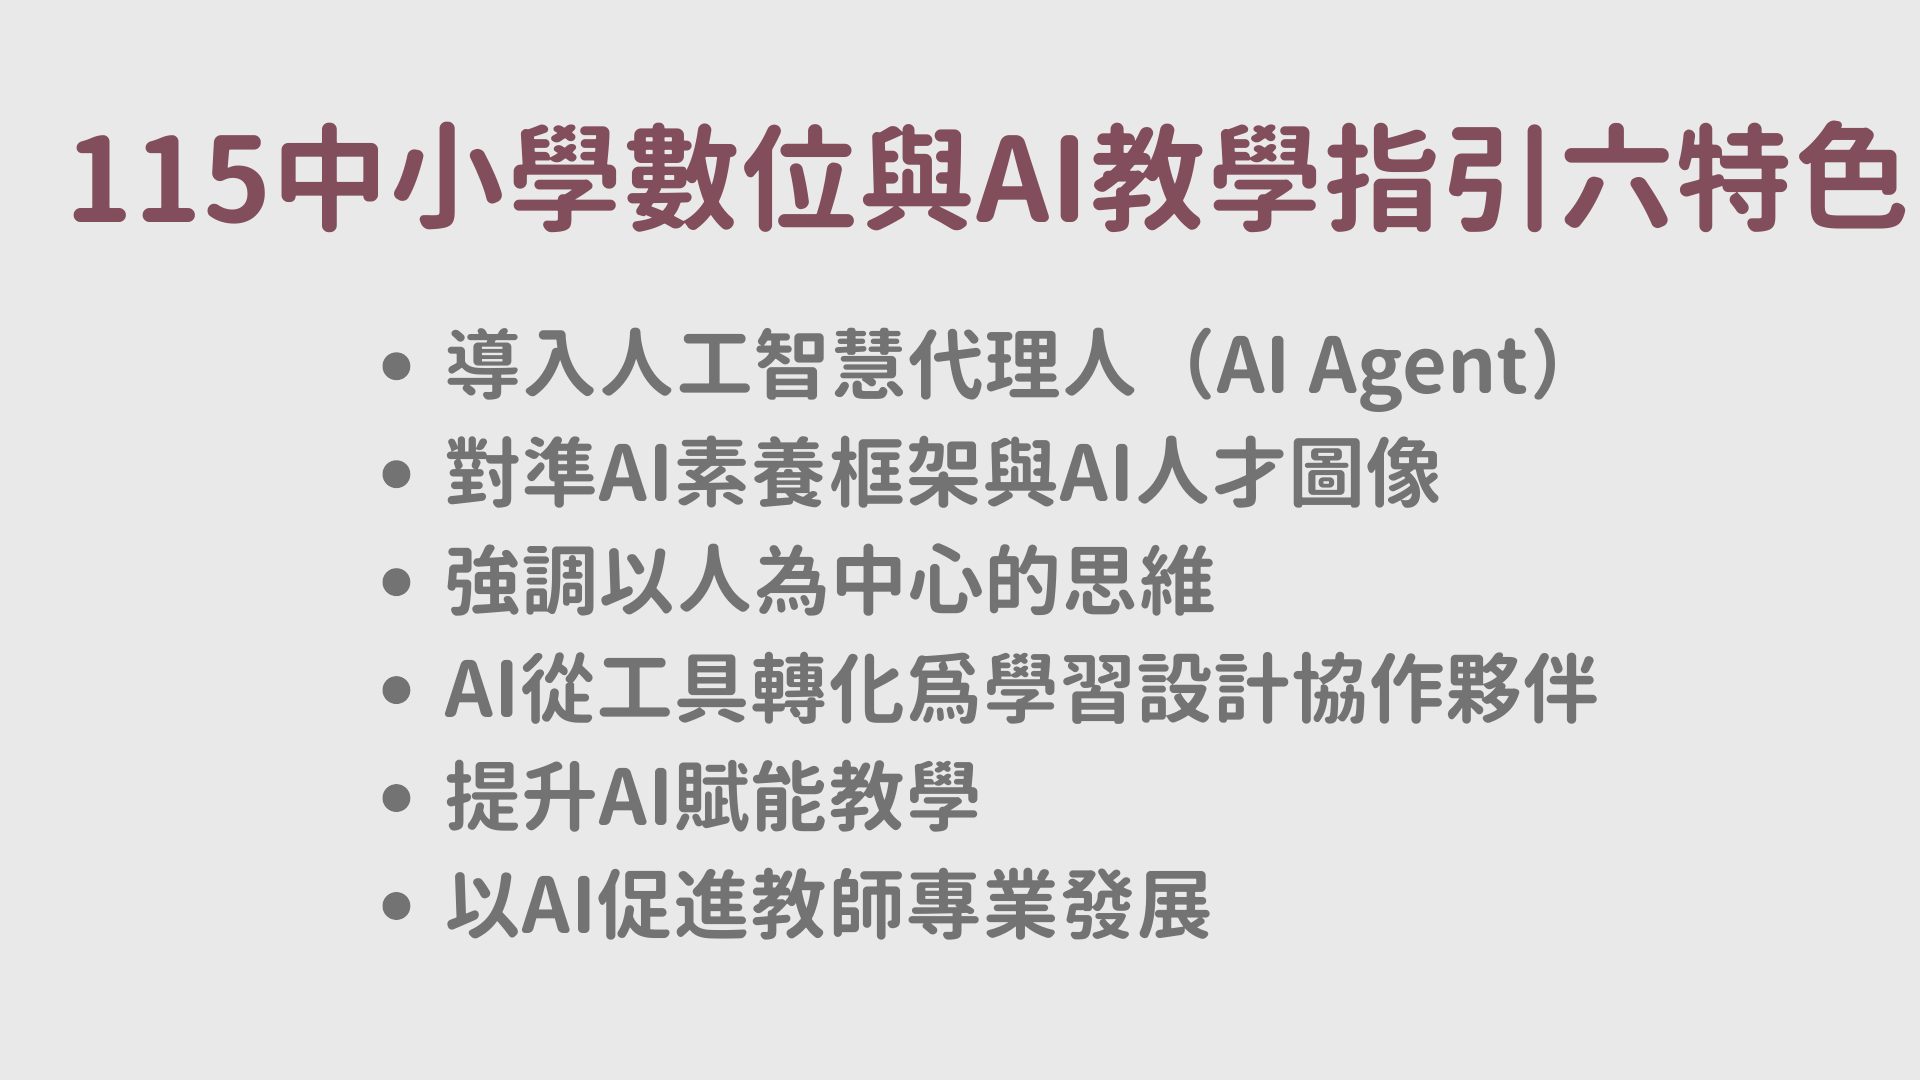 115中小學數位與AI教學指引六特色
• 導入人工智慧代理人（AI Agent）
• 對準AI素養框架與AI人才圖像
• 強調以人為中心的思維
• AI從工具轉化爲學習設計協作夥伴
• 提升AI賦能教學
• 以AI促進教師專業發展